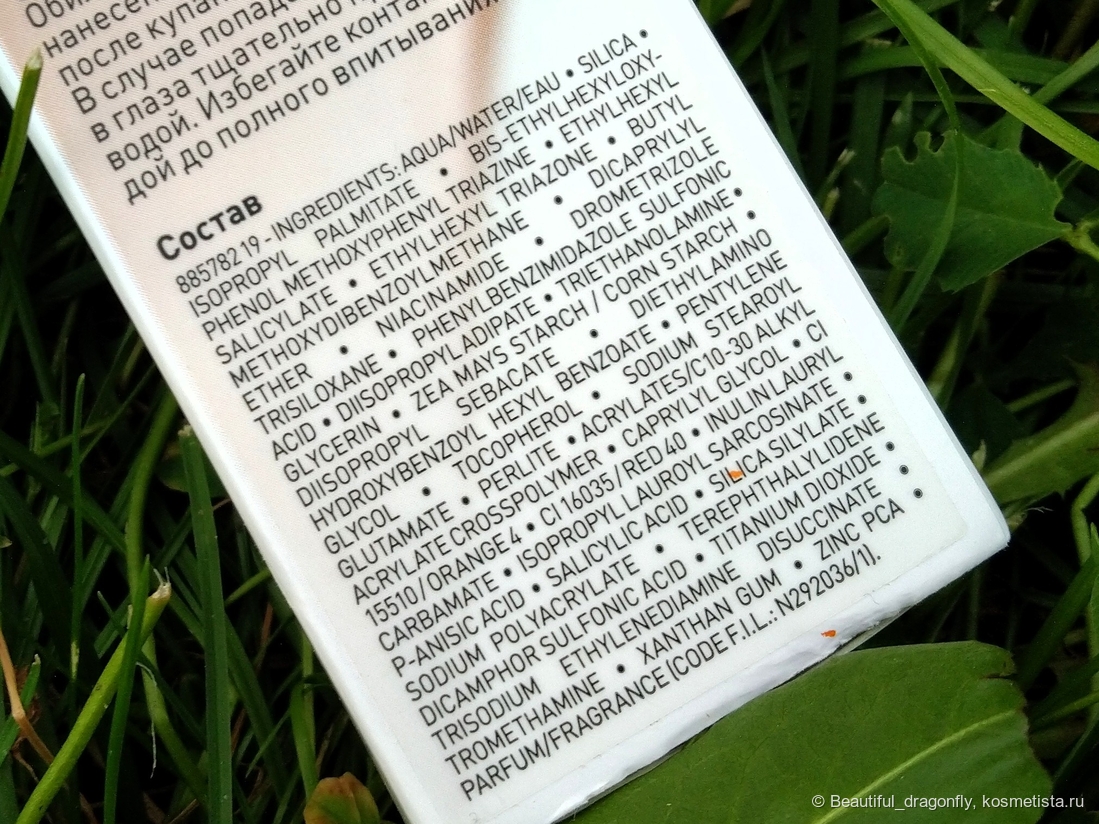 нанесен
после купан
В случае попад
в глаза тщательно
водой. Избегайте конта
дой до полного впитывания
Состав
885782 19 - INGREDIENTS: AQUA/WATER/EAU • SILICA •
ISOPROPYL PALMITATE • BIS-ETHYLHEXYLOXY-
PHENOL METHOXYPHENYL TRIAZINE • ETHYLHEXYL
SALICYLATE • ETHYLHEXYL TRIAZONE • BUTYL
METHOXYDIBENZOYLMETHANE • DICAPRYLYL
ETHER • NIACINAMIDE • DROMETRIZOLE
TRISILOXANE • PHENYLBENZIMIDAZOLE SULFONIC
ACID • DIISOPROPYL ADIPATE • TRIETHANOLAMINE •
GLYCERIN • ZEA MAYS STARCH / CORN STARCH •
DIISOPROPYL SEBACATE • DIETHYLAMINO
HYDROXYBENZOYL HEXYL BENZOATE • PENTYLENE
GLYCOL • TOCOPHEROL • SODIUM STEAROYL
GLUTAMATE • PERLITE • ACRYLATES/C10-30 ALKYL
ACRYLATE CROSSPOLYMER • CAPRYLYL GLYCOL • CI
15510/ORANGE 4 • CI 16035/RED 40 • INULIN LAURYL
CARBAMATE • ISOPROPYL LAUROYL SARCOSINATE •
P-ANISIC ACID • SALICYLIC ACID • SILICA SILYLATE •
SODIUM POLYACRYLATE • TEREPHTHALYLIDENE
DICAMPHOR SULFONIC ACID • TITANIUM DIOXIDE •
TRISODIUM ETHYLENEDIAMINE DISUCCINATE •
TROMETHAMINE • XANTHAN GUM • ZINC PCA •
PARFUM/FRAGRANCE (CODE F.I.L.: N292036/1).
© Beautiful_dragonfly, kosmetista.ru